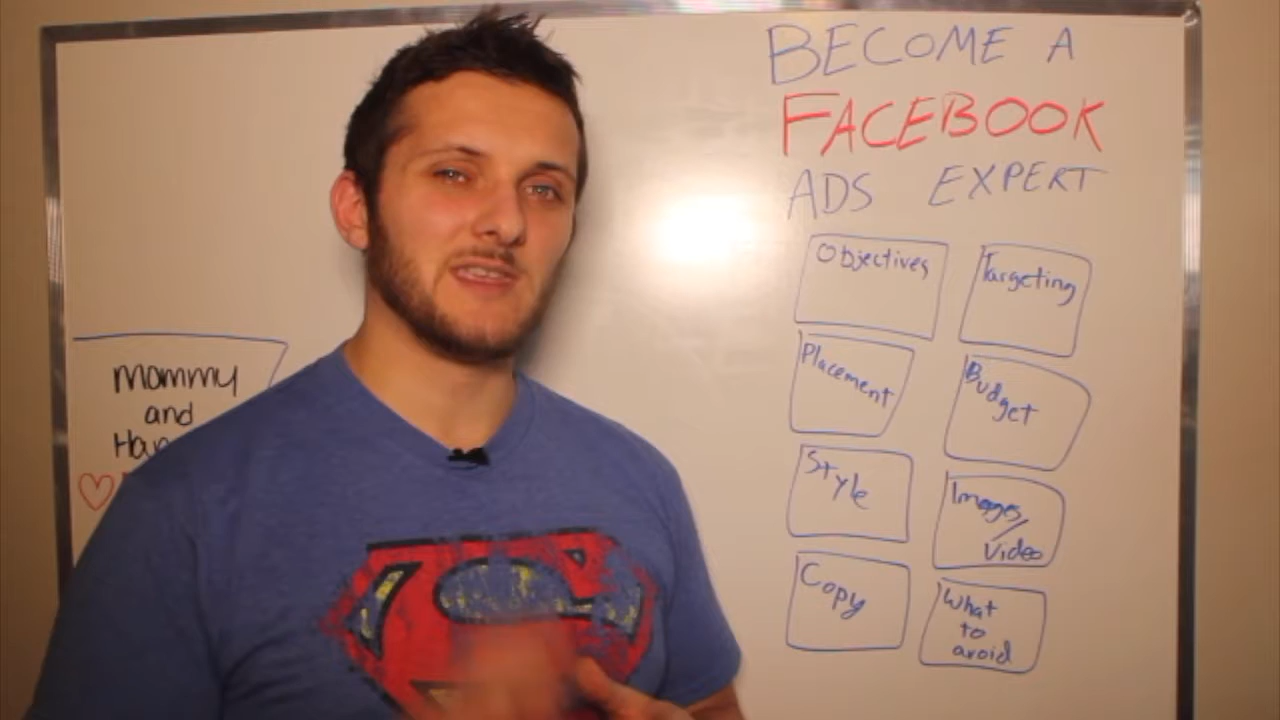 BECOME A
FACEBOOK
ADS EXPERT
Objectives
Targeting
Placement
Budget
Style
Images/
Video
Copy
What
to
avoid
Mommy
and